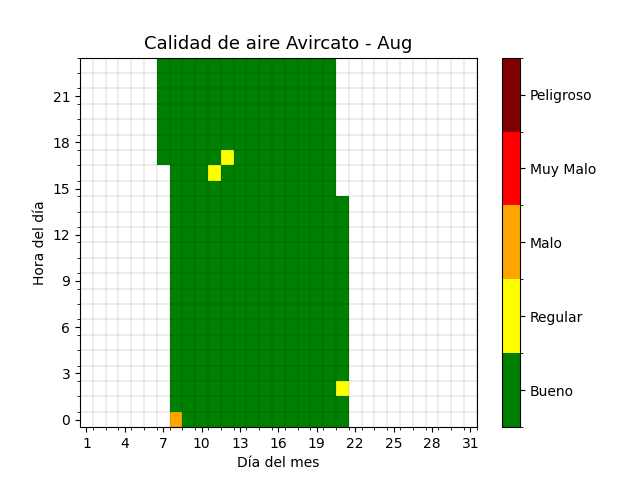 Calidad de aire Avircato - Aug
Hora del día
21
18
15
12
9
6
3
0
1 4 7 10 13 16 19 22 25 28 31
Día del mes
Peligroso
Muy Malo
Malo
Regular
Bueno